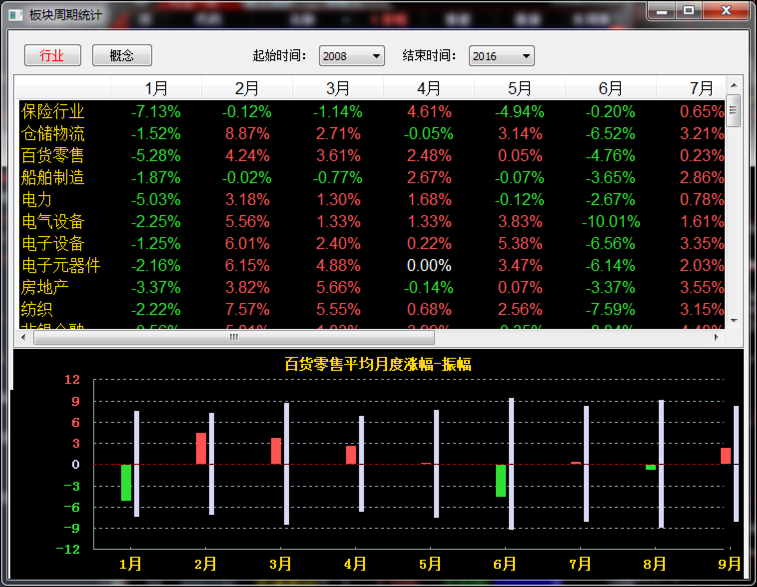 板块周期统计
行业 概念 起始时间： 2008 结束时间： 2016
1月 2月 3月 4月 5月 6月 7月
保险行业 -7.13% -0.12% -1.14% 4.61% -4.94% -0.20% 0.65%
仓储物流 -1.52% 8.87% 2.71% -0.05% 3.14% -6.52% 3.21%
百货零售 -5.28% 4.24% 3.61% 2.48% 0.05% -4.76% 0.23%
船舶制造 -1.87% -0.02% -0.77% 2.67% -0.07% -3.65% 2.86%
电力 -5.03% 3.18% 1.30% 1.68% -0.12% -2.67% 0.78%
电气设备 -2.25% 5.56% 1.33% 1.33% 3.83% -10.01% 1.61%
电子设备 -1.25% 6.01% 2.40% 0.22% 5.38% -6.56% 3.35%
电子元器件 -2.16% 6.15% 4.88% 0.00% 3.47% -6.14% 2.03%
房地产 -3.37% 3.82% 5.66% -0.14% 0.07% -3.37% 3.55%
纺织 -2.22% 7.57% 5.55% 0.68% 2.56% -7.59% 3.15%
百货零售平均月度涨幅-振幅
12
9
6
3
0
-3
-6
-9
-12
1月 2月 3月 4月 5月 6月 7月 8月 9月